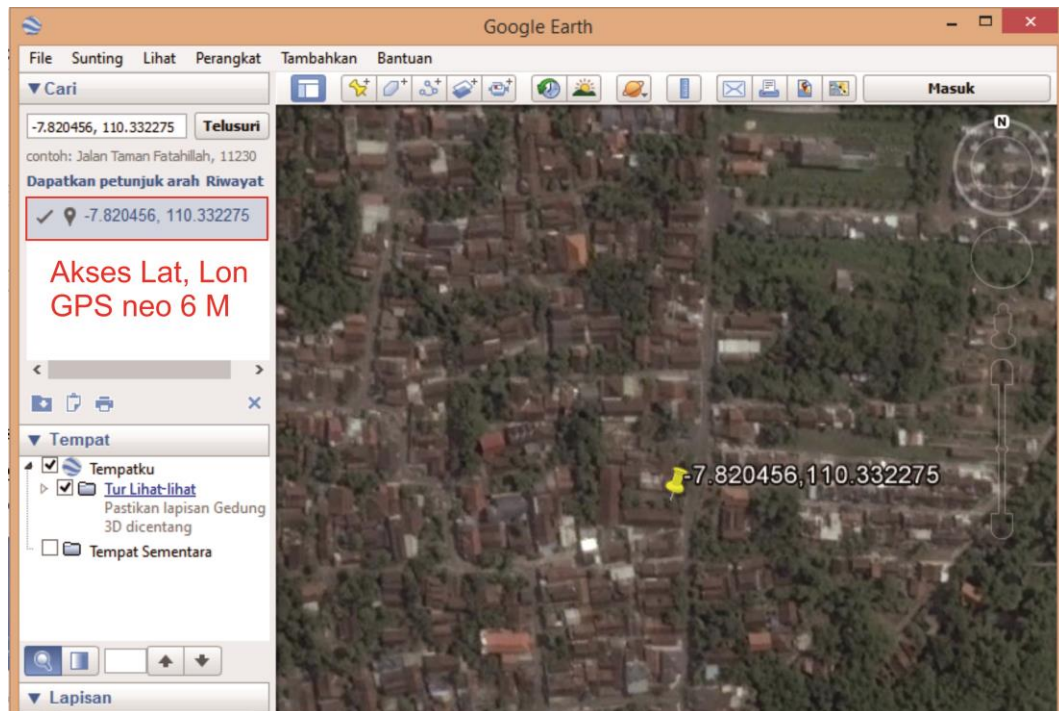 Google Earth
File Sunting Lihat Perangkat Tambahkan Bantuan
Cari
-7.820456, 110.332275 Telusuri
contoh: Jalan Taman Fatahillah, 11230
Dapatkan petunjuk arah Riwayat
-7.820456, 110.332275
Akses Lat, Lon
GPS neo 6 M
Tempat
Tempatku
Tur Lihat-lihat
Pastikan lapisan Gedung
3D dicentang
Tempat Sementara
Lapisan
Masuk
N
-7.820456,110.332275